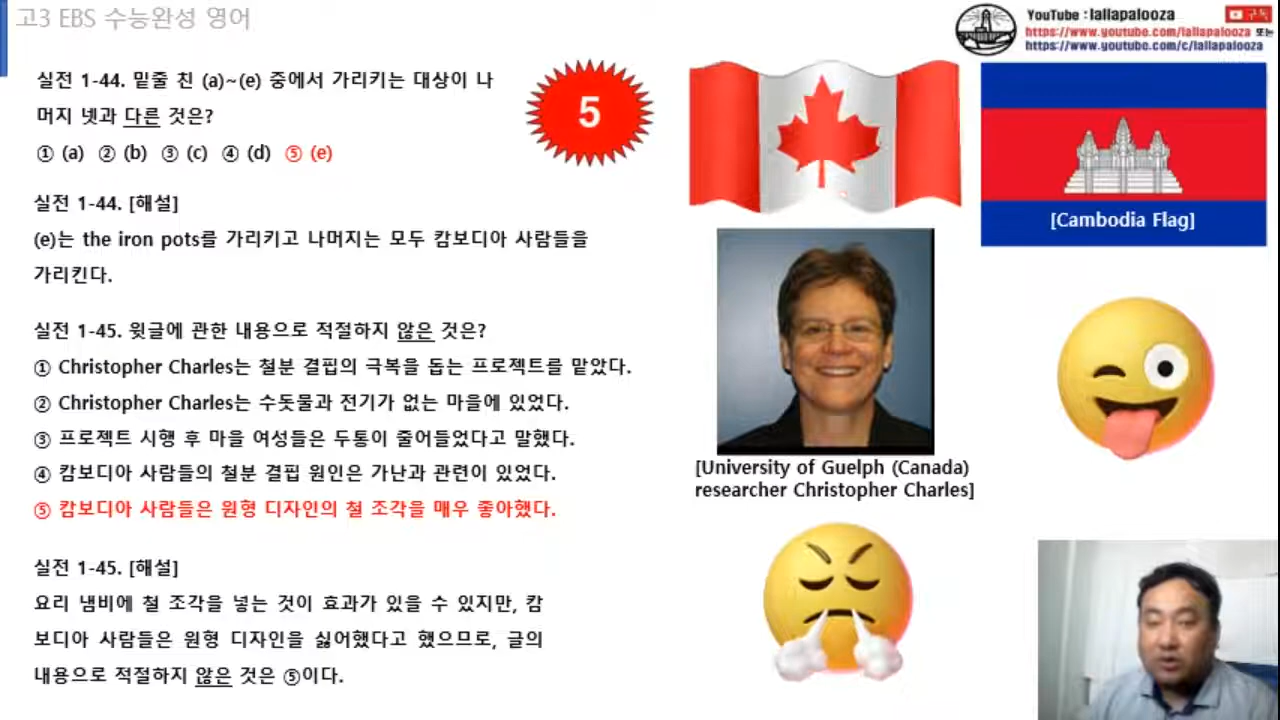 고3 EBS 수능완성 영어
YouTube : lallapalooza
구독
https://www.youtube.com/lallapalooza 또는
https://www.youtube.com/c/lallapalooza
실전 1-44. 밑줄 친 (a)~(e) 중에서 가리키는 대상이 나
머지 넷과 다른 것은?
① (a) ② (b) ③ (c) ④ (d) ⑤ (e)
5
실전 1-44. [해설]
(e)는 the iron pots를 가리키고 나머지는 모두 캄보디아 사람들을
가리킨다.
실전 1-45. 윗글에 관한 내용으로 적절하지 않은 것은?
① Christopher Charles는 철분 결핍의 극복을 돕는 프로젝트를 맡았다.
② Christopher Charles는 수돗물과 전기가 없는 마을에 있었다.
③ 프로젝트 시행 후 마을 여성들은 두통이 줄어들었다고 말했다.
④ 캄보디아 사람들의 철분 결핍 원인은 가난과 관련이 있었다.
⑤ 캄보디아 사람들은 원형 디자인의 철 조각을 매우 좋아했다.
실전 1-45. [해설]
요리 냄비에 철 조각을 넣는 것이 효과가 있을 수 있지만, 캄
보디아 사람들은 원형 디자인을 싫어했다고 했으므로, 글의
내용으로 적절하지 않은 것은 ⑤이다.
[Cambodia Flag]
[University of Guelph (Canada)
researcher Christopher Charles]